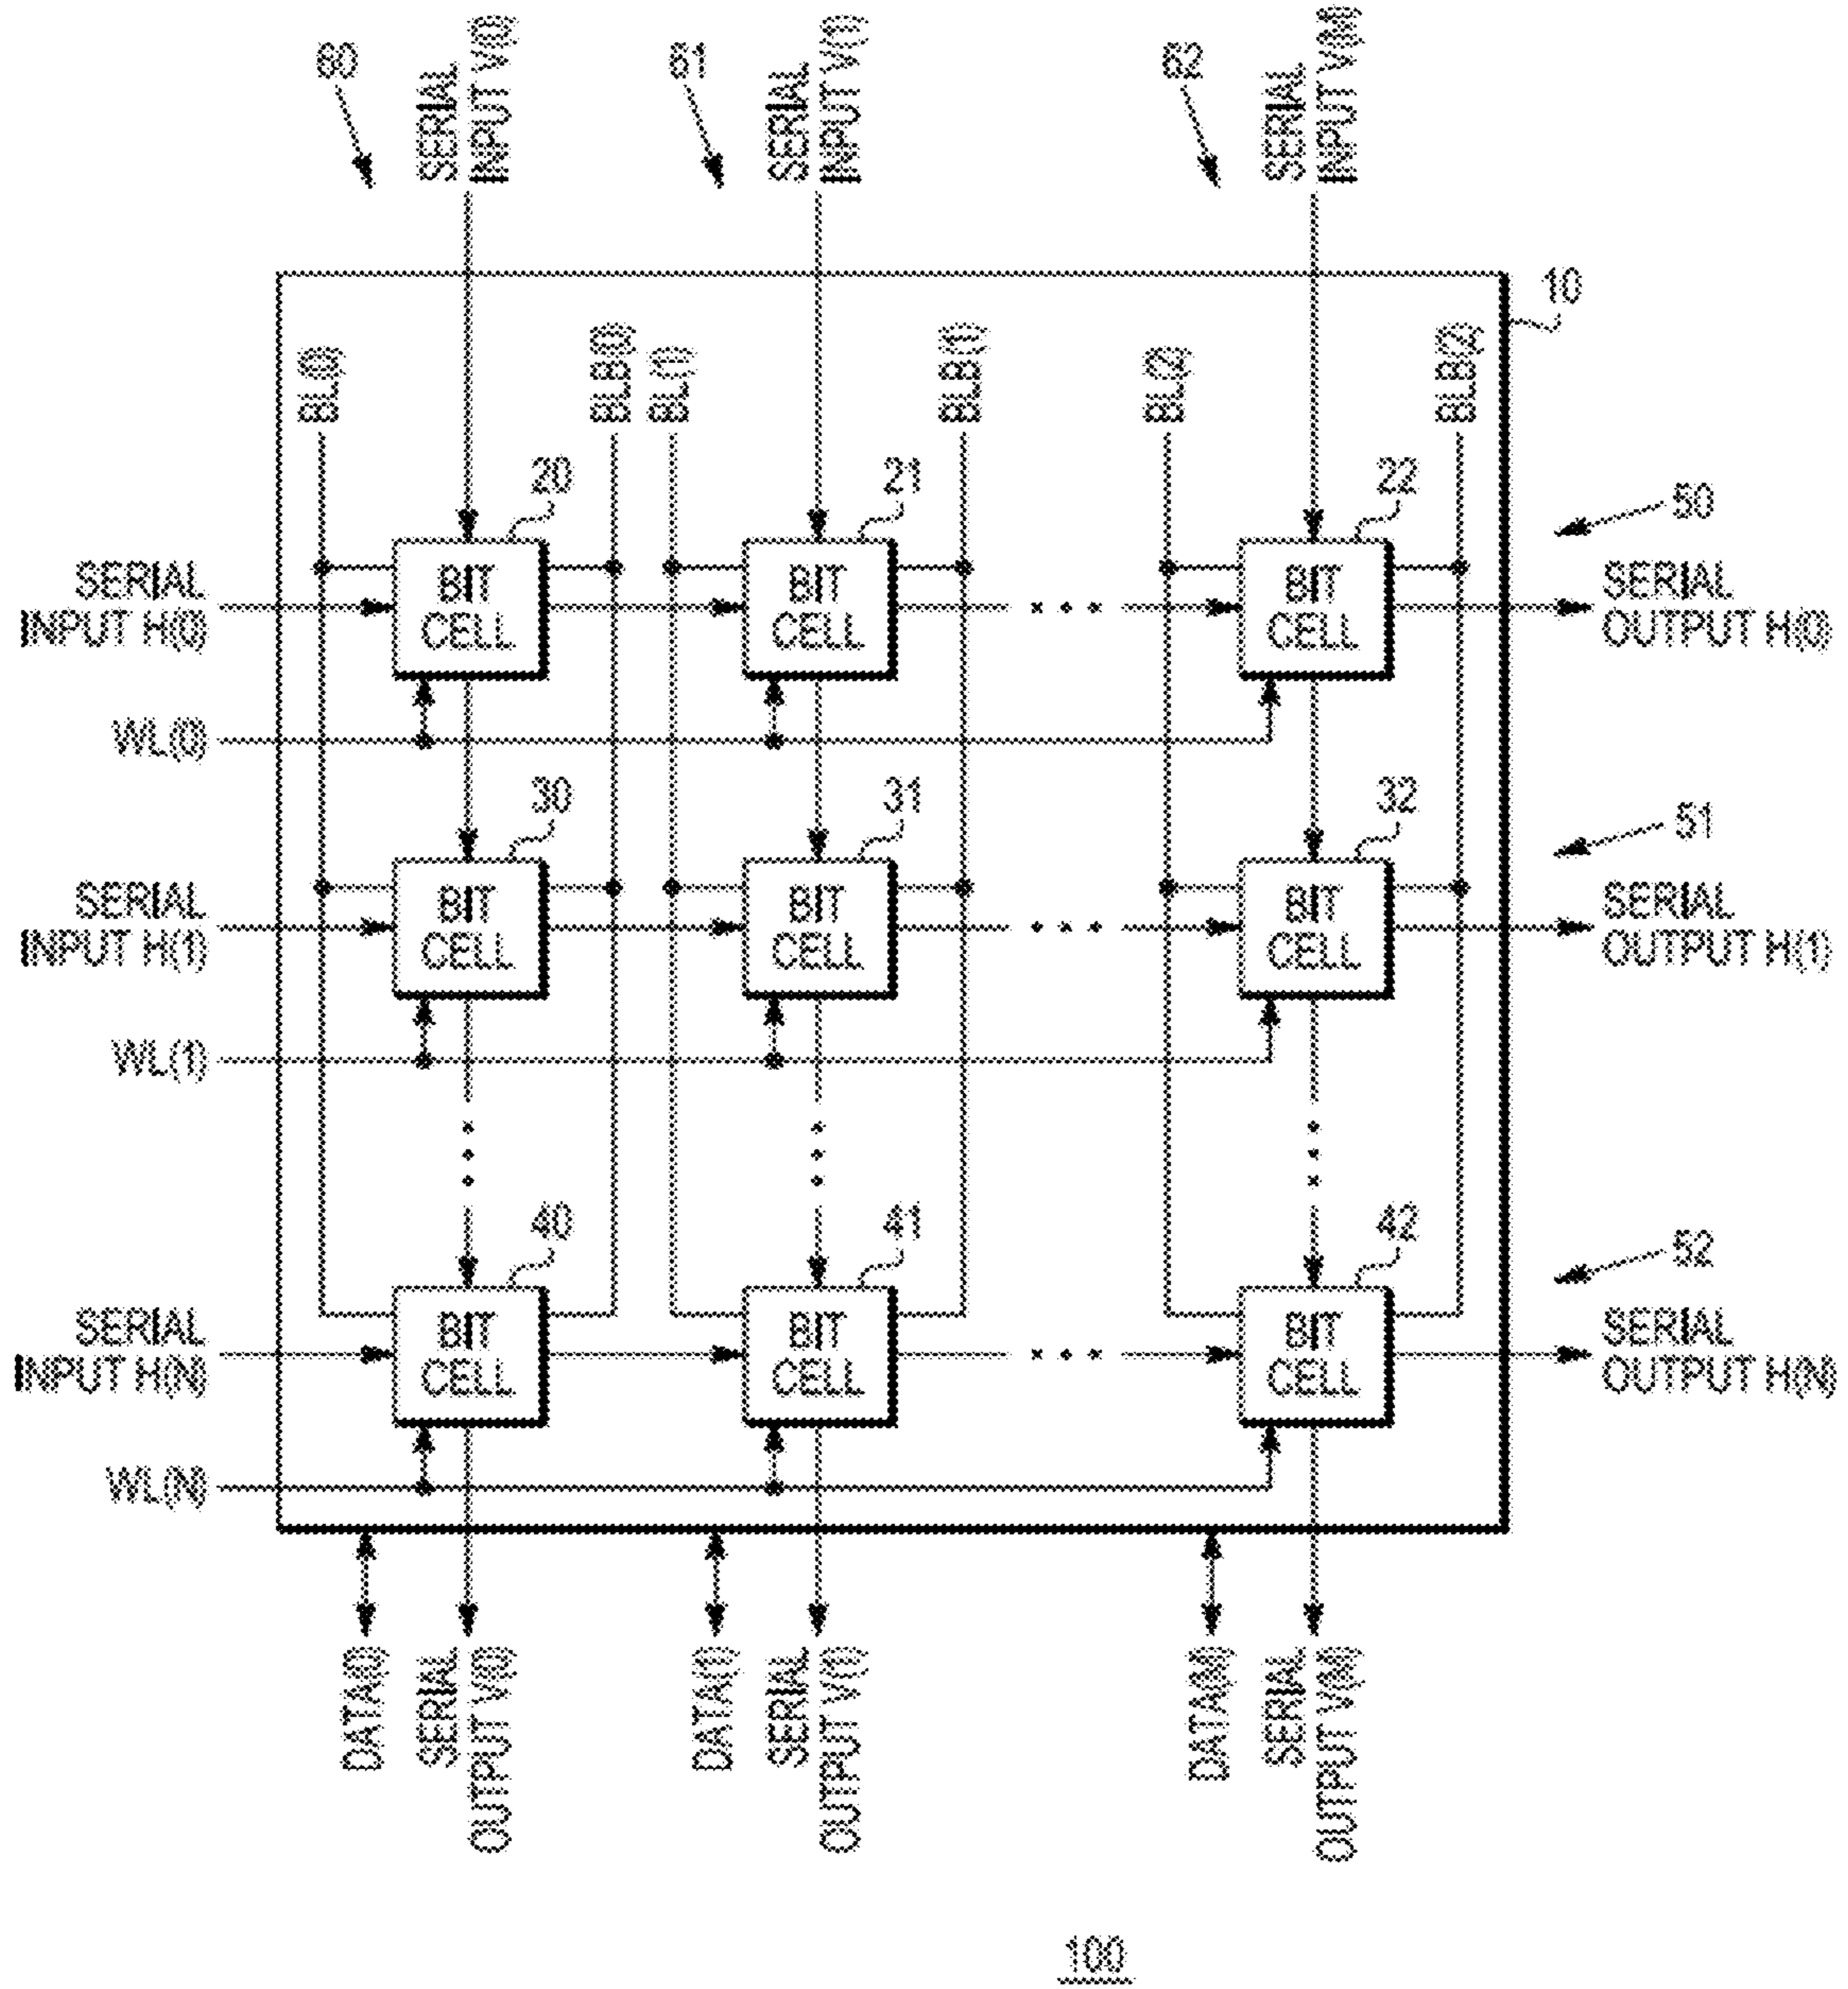 60
SERIAL
INPUT V(0)
61
SERIAL
INPUT V(1)
62
SERIAL
INPUT V(M)
10
BL(0)
BLB(0)
BL(1)
BLB(1)
BL(2)
BLB(2)
20
21
22
50
SERIAL
INPUT H(0)
BIT
CELL
BIT
CELL
BIT
CELL
SERIAL
OUTPUT H(0)
WL(0)
30
31
32
51
SERIAL
INPUT H(1)
BIT
CELL
BIT
CELL
BIT
CELL
SERIAL
OUTPUT H(1)
WL(1)
40
41
42
52
SERIAL
INPUT H(N)
BIT
CELL
BIT
CELL
BIT
CELL
SERIAL
OUTPUT H(N)
WL(N)
DATA(0)
SERIAL
OUTPUT V(0)
DATA(1)
SERIAL
OUTPUT V(1)
DATA(M)
SERIAL
OUTPUT V(M)
100